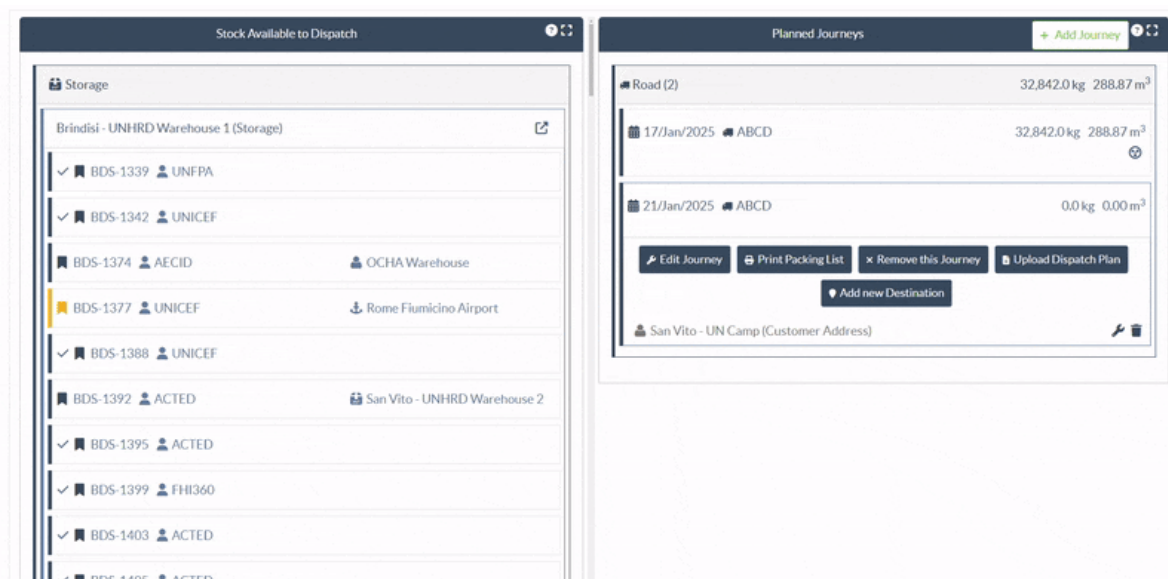 Stock Available to Dispatch
Storage
Brindisi - UNHRD Warehouse 1 (Storage)
BDS-1339 UNFPA
BDS-1342 UNICEF
BDS-1374 AECID OCHA Warehouse
BDS-1377 UNICEF Rome Fiumicino Airport
BDS-1388 UNICEF
BDS-1392 ACTED San Vito - UNHRD Warehouse 2
BDS-1395 ACTED
BDS-1399 FHI360
BDS-1403 ACTED
Planned Journeys
+ Add Journey
Road (2) 32,842.0 kg 288.87 m³
17/Jan/2025 ABCD 32,842.0 kg 288.87 m³
21/Jan/2025 ABCD 0.0 kg 0.00 m³
Edit Journey
Print Packing List
× Remove this Journey
Upload Dispatch Plan
Add new Destination
San Vito - UN Camp (Customer Address)